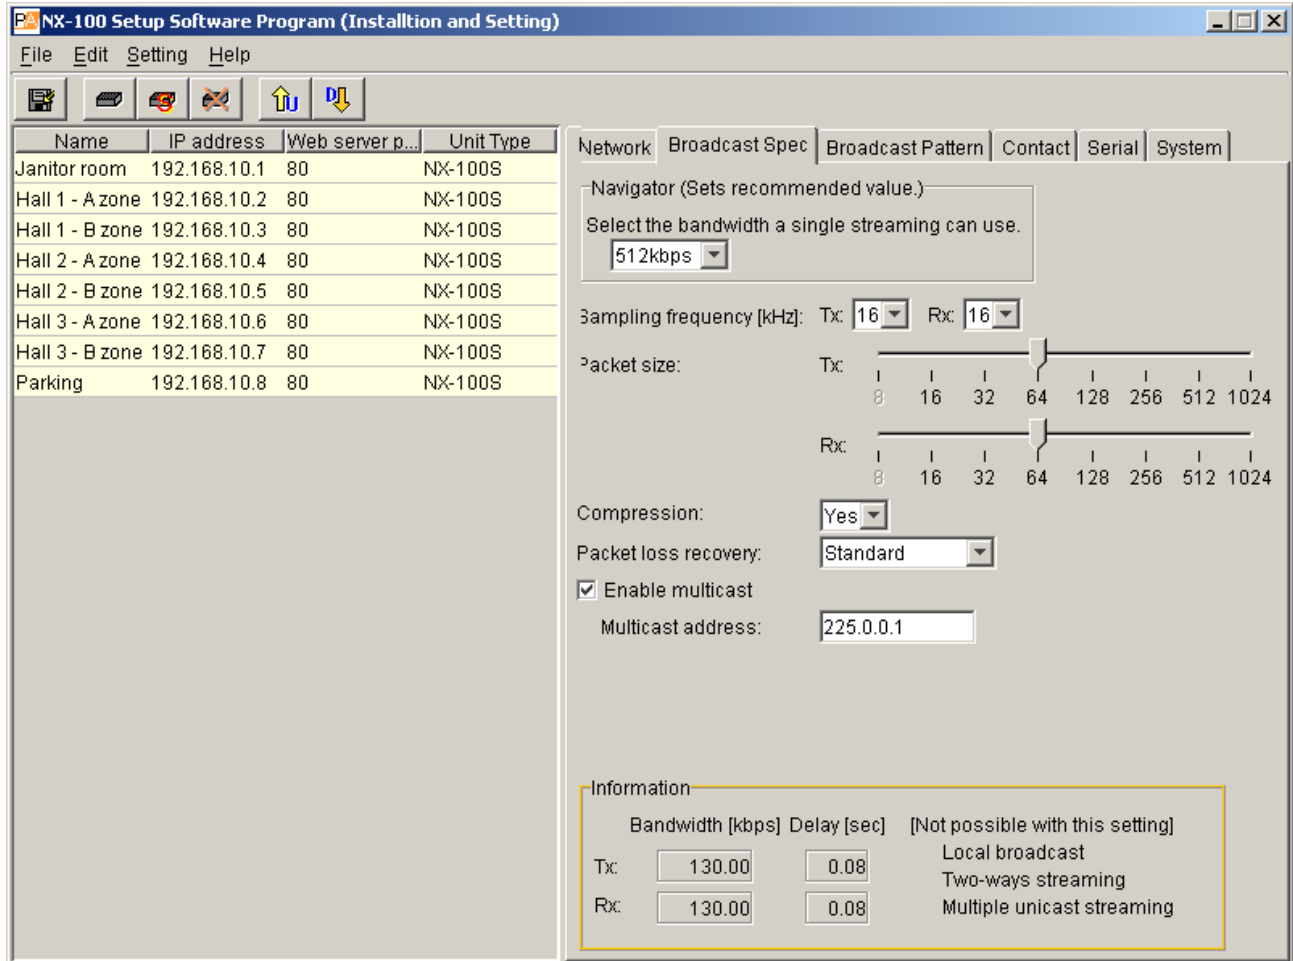 PA NX-100 Setup Software Program (Installtion and Setting)
File Edit Setting Help
U D
Name IP address Web server p... Unit Type
Janitor room 192.168.10.1 80 NX-100S
Hall 1 - A zone 192.168.10.2 80 NX-100S
Hall 1 - B zone 192.168.10.3 80 NX-100S
Hall 2 - A zone 192.168.10.4 80 NX-100S
Hall 2 - B zone 192.168.10.5 80 NX-100S
Hall 3 - A zone 192.168.10.6 80 NX-100S
Hall 3 - B zone 192.168.10.7 80 NX-100S
Parking 192.168.10.8 80 NX-100S
Network Broadcast Spec Broadcast Pattern Contact Serial System
Navigator (Sets recommended value.)
Select the bandwidth a single streaming can use.
512kbps
Sampling frequency [kHz]: Tx: 16 Rx: 16
Packet size: Tx:
8 16 32 64 128 256 512 1024
Rx:
8 16 32 64 128 256 512 1024
Compression: Yes
Packet loss recovery: Standard
Enable multicast
Multicast address: 225.0.0.1
Information
Bandwidth [kbps] Delay [sec] [Not possible with this setting]
Local broadcast
Tx: 130.00 0.08
Two-ways streaming
Rx: 130.00 0.08 Multiple unicast streaming